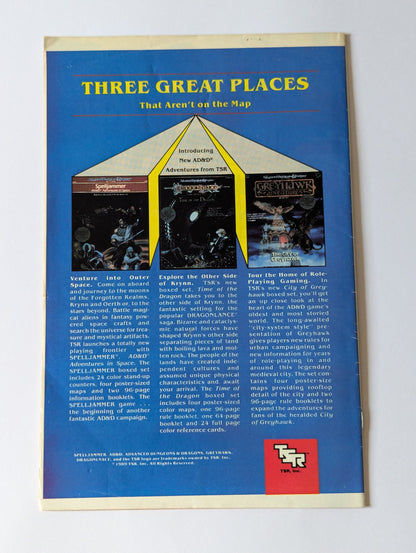 THREE GREAT PLACES
That Aren't on the Map
Introducing
New AD&D®
Adventures from TSR
Spelljammer
GREYHAWK
The City of
Greyhawk
Venture into Outer
Space. Come on aboard
and journey to the moons
of the Forgotten Realms,
Krynn and Oerth or, to the
stars beyond. Battle mag-
ical aliens in fantasy pow-
ered space crafts and
search the universe for trea-
sure and mystical artifacts.
TSR launches a totally new
playing frontier with
SPELLJAMMER™, AD&D®
Adventures in Space. The
SPELLJAMMER boxed set
includes 24 color stand-up
counters, four poster-sized
maps and two 96-page
information booklets. The
SPELLJAMMER game . . .
the beginning of another
fantastic AD&D campaign.
Explore the Other Side
of Krynn. TSR's new
boxed set, Time of the
Dragon takes you to the
other side of Krynn, the
fantastic setting for the
popular DRAGONLANCE®
saga. Bizarre and cataclys-
mic natural forces have
shaped Krynn's other side
separating pieces of land
with boiling lava and mol-
ten rock. The people of the
lands have created inde-
pendent cultures and
assumed unique physical
characteristics and await
your arrival. The Time of
the Dragon boxed set
includes four poster-sized
color maps, one 96-page
rule booklet, one 64-page
booklet and 24 full page
color reference cards.
Tour the Home of Role-
Playing Gaming. In
TSR's new City of Grey-
hawk boxed set, you'll get
an up close look at the
heart of the AD&D game's
oldest and most storied
world. The long-awaited
"city-system style" pre-
sentation of Greyhawk
gives players new rules for
urban campaigning and
new information for years
of role-playing in and
around this legendary
medieval city. The set con-
tains four poster-sized
maps providing rooftop
detail of the city and two
96-page rule booklets to
expand the adventures for
fans of the heralded City of
Greyhawk.
SPELLJAMMER, AD&D, ADVANCED DUNGEONS & DRAGONS, GREYHAWK,
DRAGONLANCE, and the TSR logo are trademarks owned by TSR, Inc.
© 1989 TSR, Inc. All Rights Reserved.
TSR
TSR, Inc.